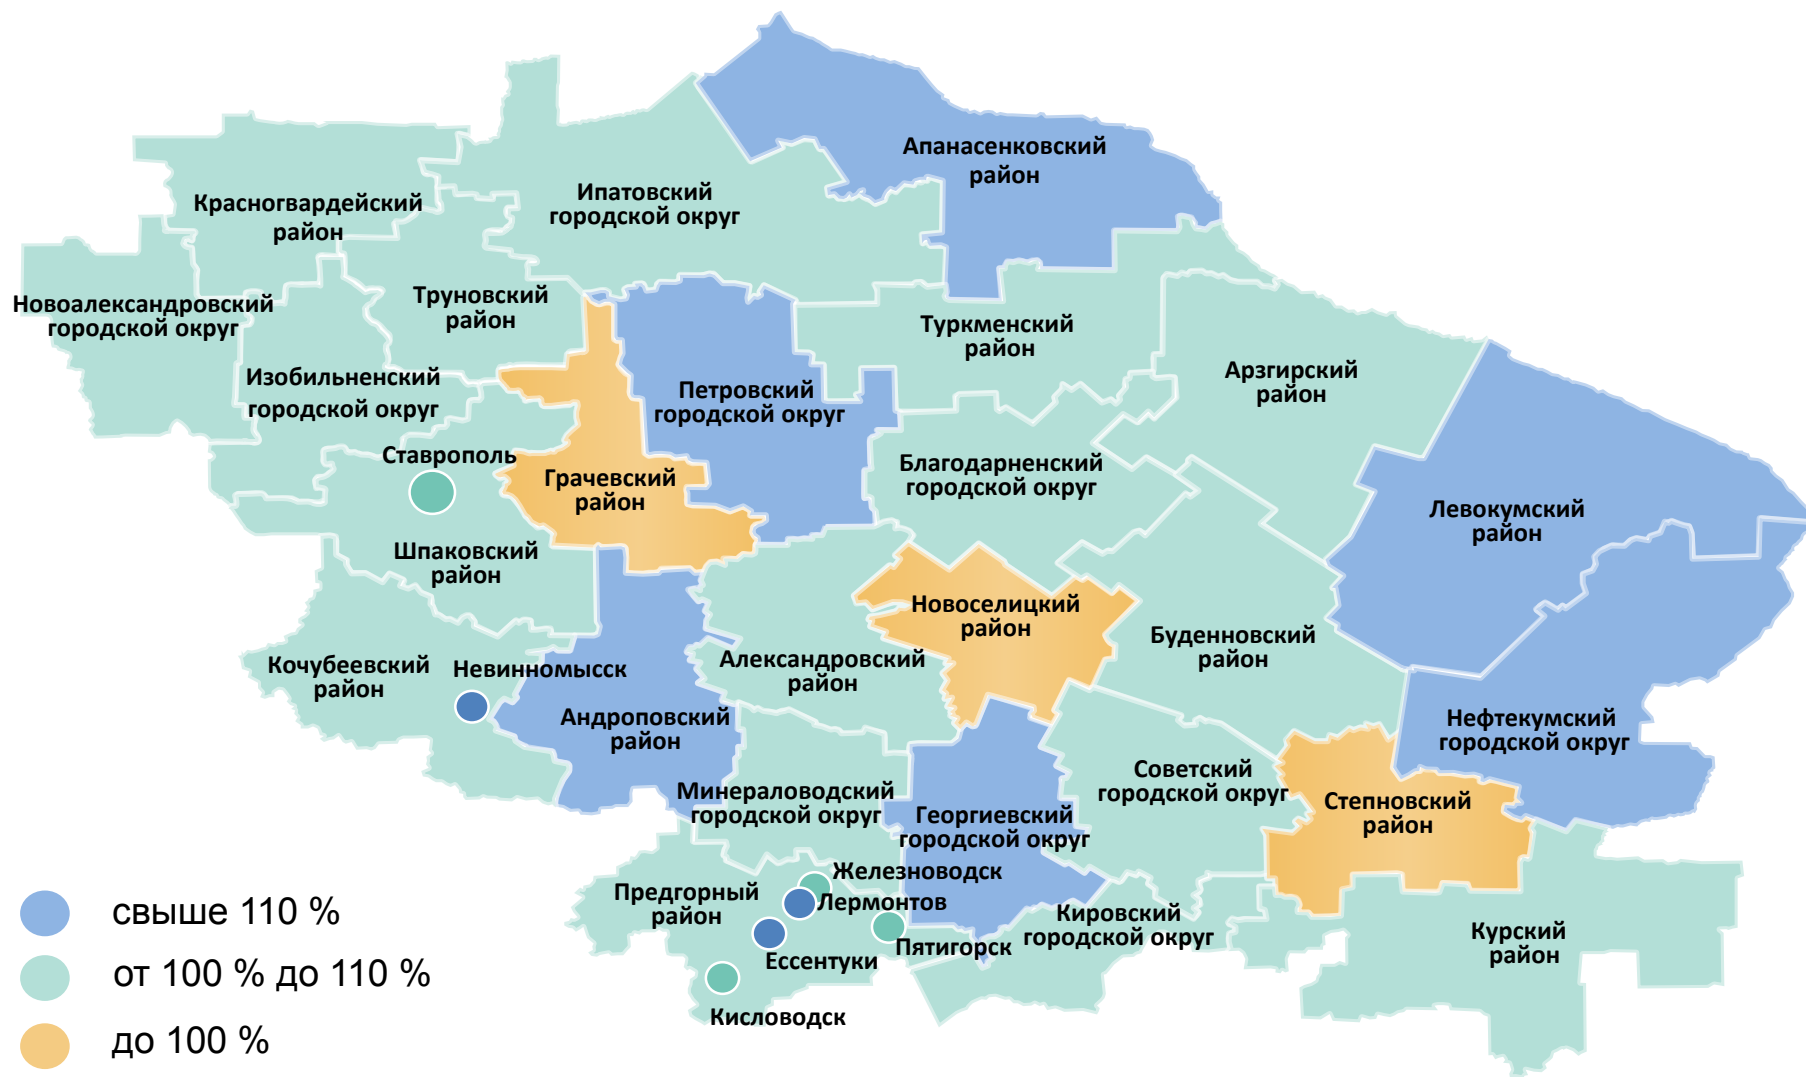 Апанасенковский
район
Ипатовский
городской округ
Красногвардейский
район
Новоалександровский
городской округ
Труновский
район
Туркменский
район
Изобильненский
городской округ
Петровский
городской округ
Арзгирский
район
Ставрополь
Грачевский
район
Благодарненский
городской округ
Левокумский
район
Шпаковский
район
Новоселицкий
район
Буденновский
район
Кочубеевский
район
Невинномысск
Александровский
район
Андроповский
район
Нефтекумский
городской округ
Минераловодский
городской округ
Георгиевский
городской округ
Советский
городской округ
Степновский
район
Железноводск
Предгорный
район
Лермонтов
Пятигорск
Ессентуки
Кисловодск
Кировский
городской округ
Курский
район
свыше 110 %
от 100 % до 110 %
до 100 %